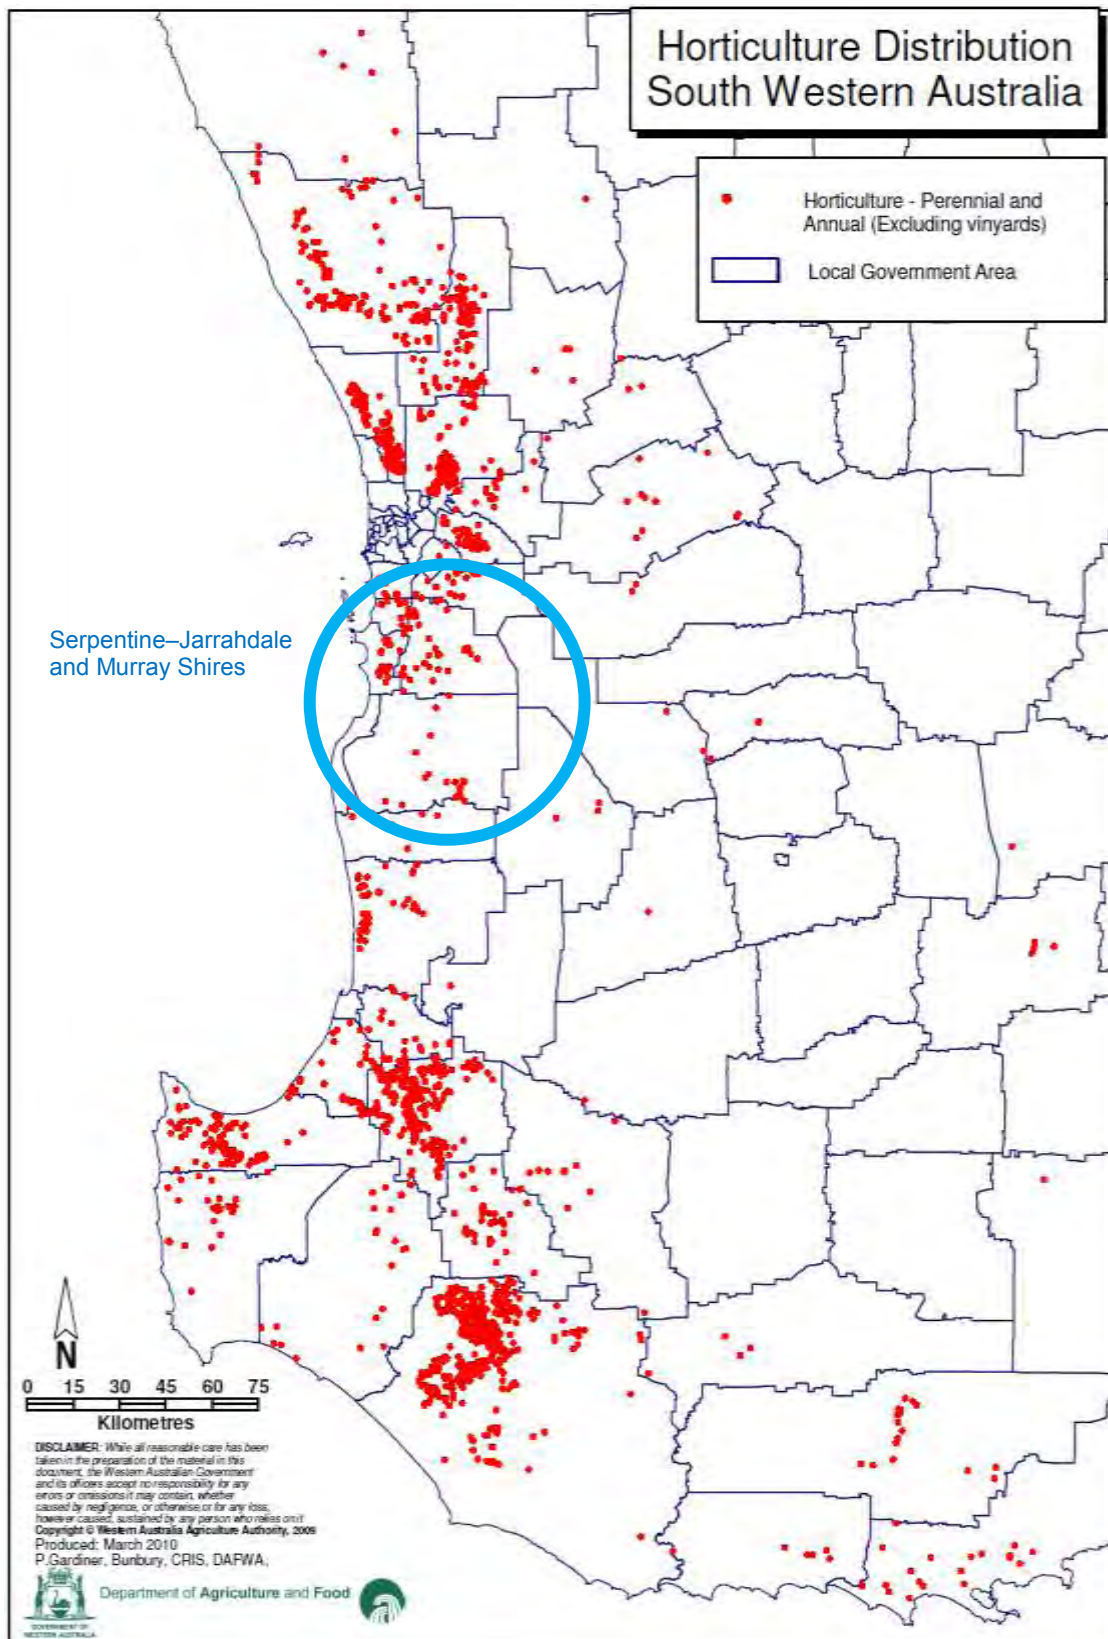 Horticulture Distribution
South Western Australia
Horticulture - Perennial and
Annual (Excluding vinyards)
Local Government Area
Serpentine–Jarrahdale
and Murray Shires
N
0 15 30 45 60 75
Kilometres
DISCLAIMER: While all reasonable care has been
taken in the preparation of the material in this
document, the Western Australian Government
and its officers accept no responsibility for any
errors or omissions it may contain, whether
caused by negligence, or otherwise or for any loss,
however caused, sustained by any person who relies on it
Copyright © Western Australia Agriculture Authority, 2009
Produced: March 2010
P.Gardiner, Bunbury, CRIS, DAFWA,
Department of Agriculture and Food
GOVERNMENT OF
WESTERN AUSTRALIA